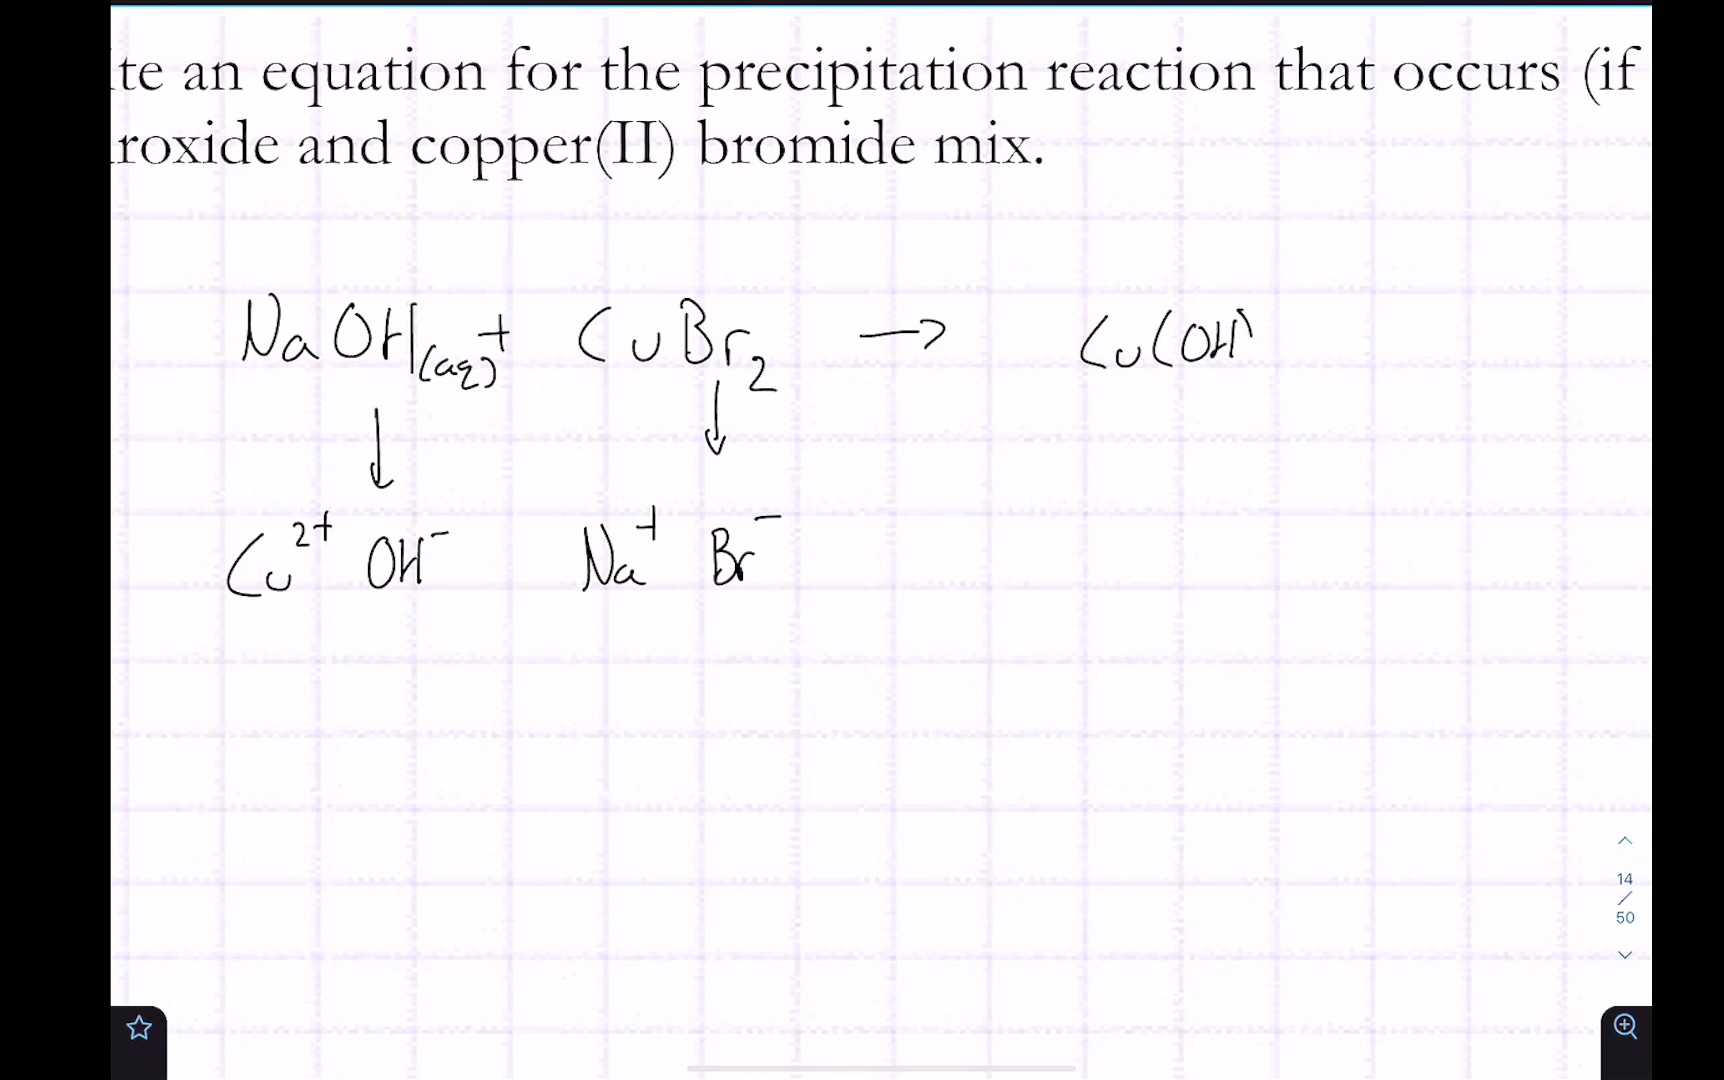 te an equation for the precipitation reaction that occurs (if
roxide and copper(II) bromide mix.
NaOH(aq) + CuBr2 → Cu(OH)
↓ ↓
Cu2+ OH- Na+ Br-
14
/
50